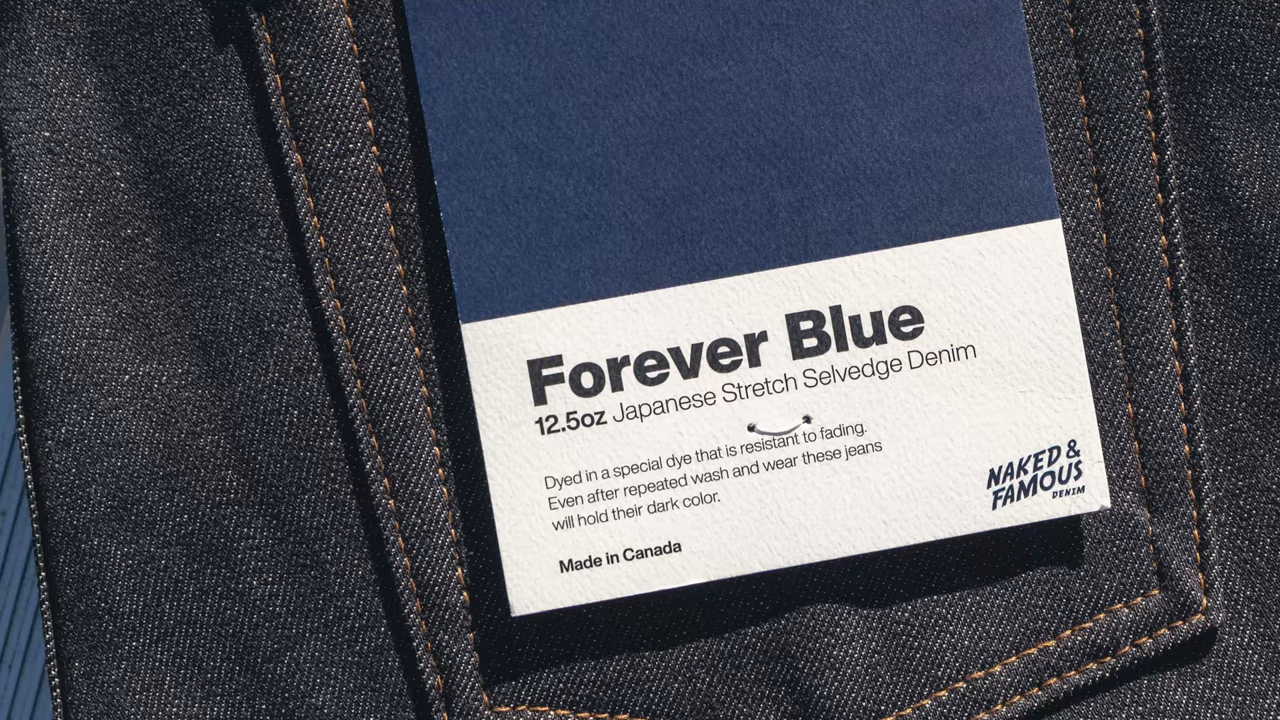 Forever Blue
12.5oz Japanese Stretch Selvedge Denim
Dyed in a special dye that is resistant to fading.
Even after repeated wash and wear these jeans
will hold their dark color.
Made in Canada
NAKED &
FAMOUS
DENIM